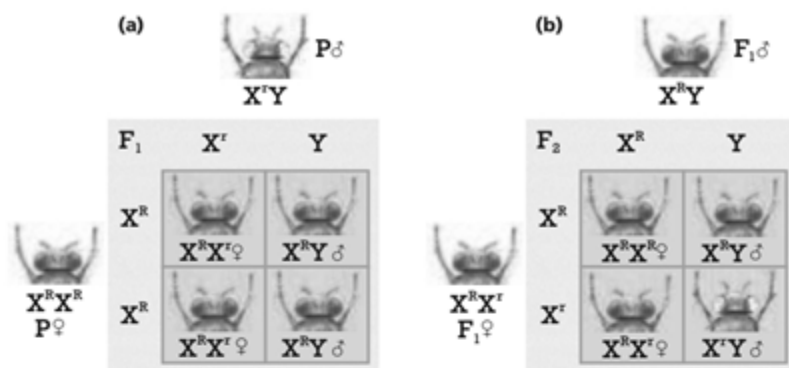 (a)
P♂
XʳY
F₁ Xʳ Y
Xᴿ
XᴿXʳ♀ XᴿY♂
XᴿXᴿ
P♀
Xᴿ
XᴿXʳ♀ XᴿY♂
(b)
F₁♂
XᴿY
F₂ Xᴿ Y
Xᴿ
XᴿXᴿ♀ XᴿY♂
XᴿXʳ
F₁♀
Xʳ
XᴿXʳ♀ XʳY♂